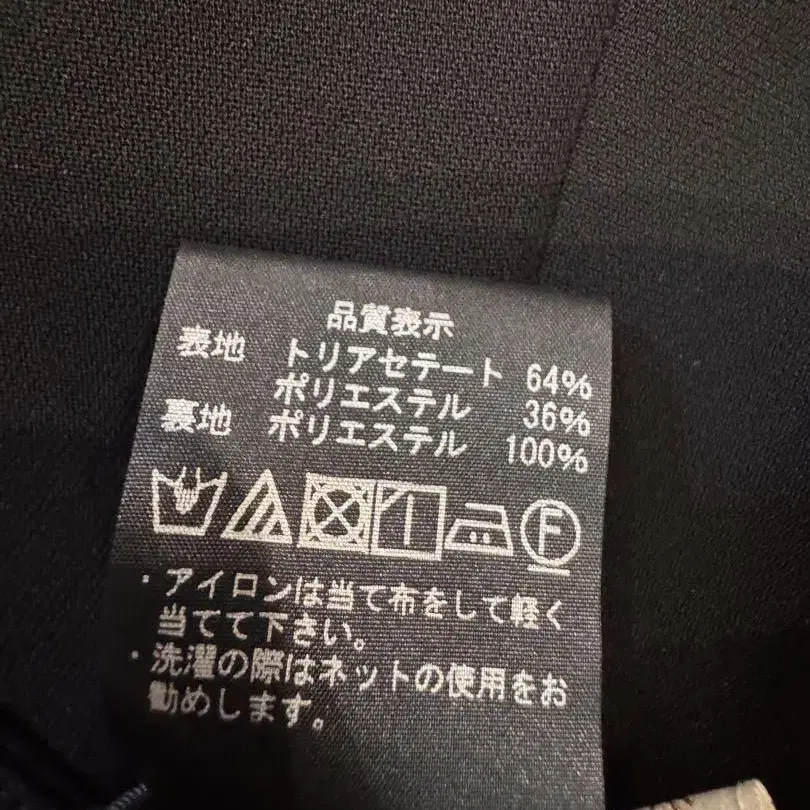 品質表示
表地 トリアセテート 64%
ポリエステル 36%
裏地 ポリエステル 100%
F
・アイロンは当て布をして軽く
当てて下さい。
・洗濯の際はネットの使用をお
勧めします。